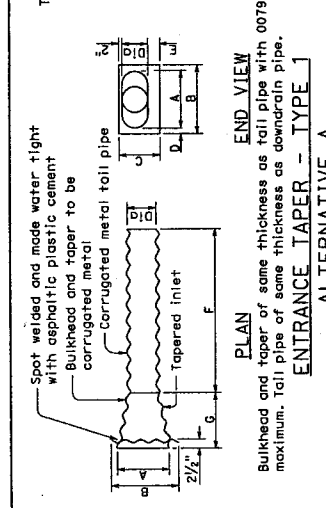 Spot welded and made water tight
with asphaltic plastic cement
Bulkhead and taper to be
corrugated metal
Corrugated metal tail pipe
Tapered inlet
Dia
A
B
2½"
G
F
2"
Dia
E
C
D
A
B
T
PLAN
END VIEW
Bulkhead and taper of same thickness as tail pipe with 0079
maximum. Tail pipe of same thickness as downdrain pipe.
ENTRANCE TAPER - TYPE 1
ALTERNATIVE A